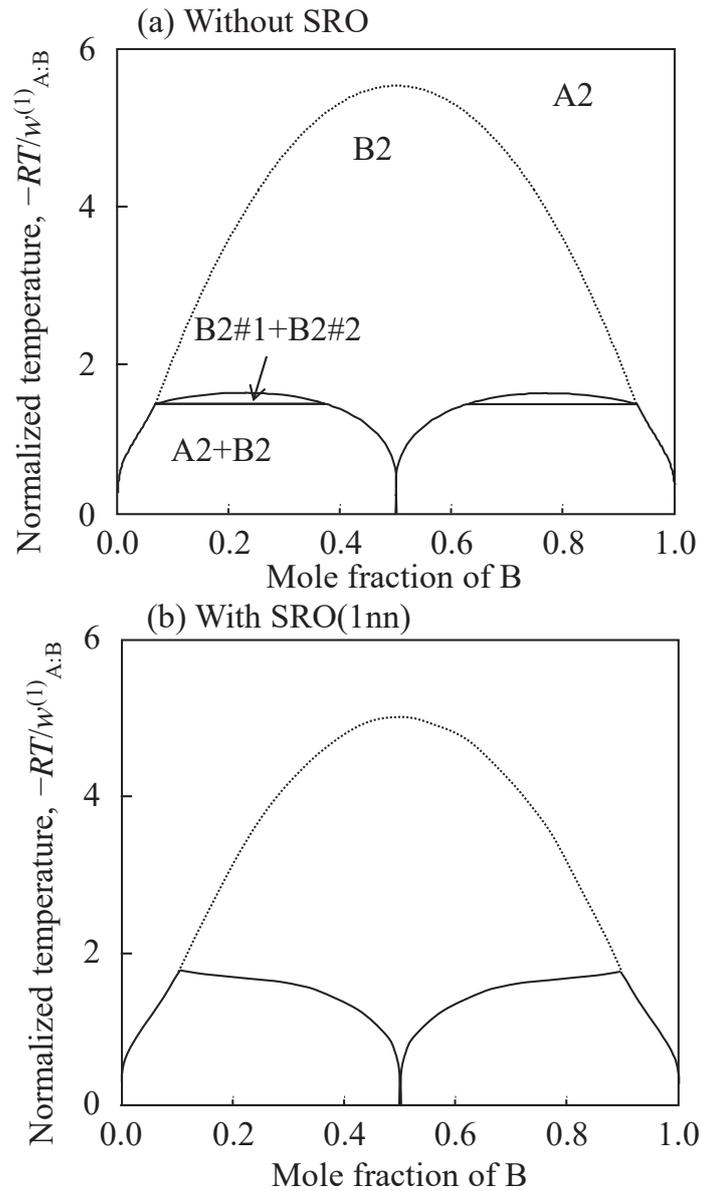 (a) Without SRO
Normalized temperature, −RT/w⁽¹⁾A:B
6
4
2
0
A2
B2
B2#1+B2#2
A2+B2
0.0 0.2 0.4 0.6 0.8 1.0
Mole fraction of B
(b) With SRO(1nn)
Normalized temperature, −RT/w⁽¹⁾A:B
6
4
2
0
0.0 0.2 0.4 0.6 0.8 1.0
Mole fraction of B